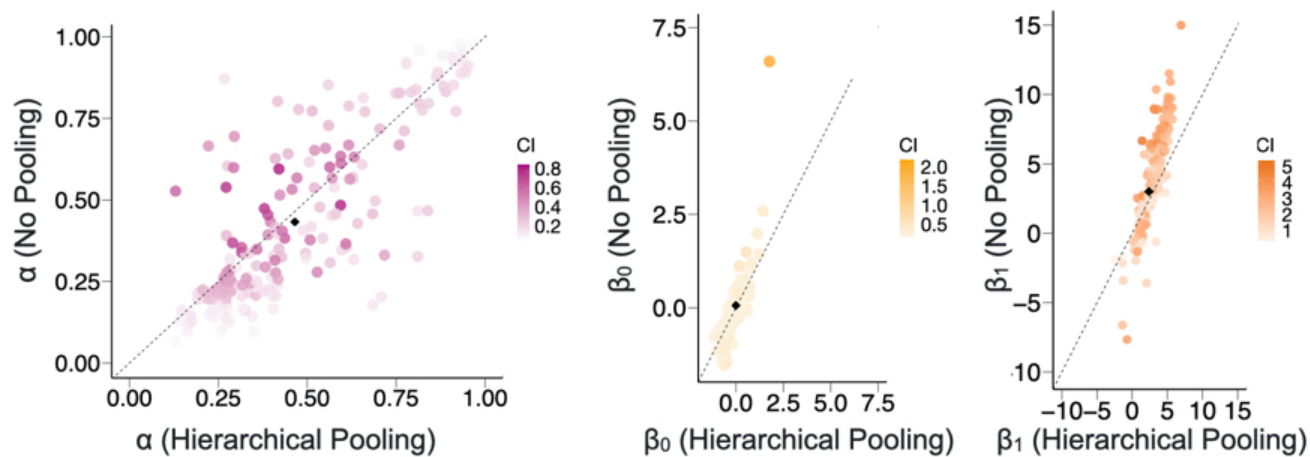 α (No Pooling)
1.00
0.75
0.50
0.25
0.00
0.00 0.25 0.50 0.75 1.00
α (Hierarchical Pooling)
CI
0.8
0.6
0.4
0.2
β₀ (No Pooling)
7.5
5.0
2.5
0.0
0.0 2.5 5.0 7.5
β₀ (Hierarchical Pooling)
CI
2.0
1.5
1.0
0.5
β₁ (No Pooling)
15
10
5
0
−5
10
−10 −5 0 5 10 15
β₁ (Hierarchical Pooling)
CI
5
4
3
2
1